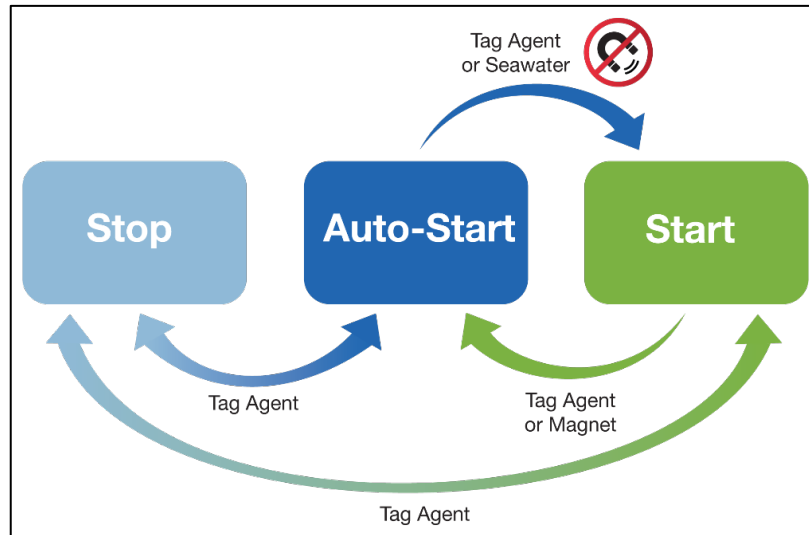 Tag Agent
or Seawater
Stop
Auto-Start
Start
Tag Agent
Tag Agent
or Magnet
Tag Agent